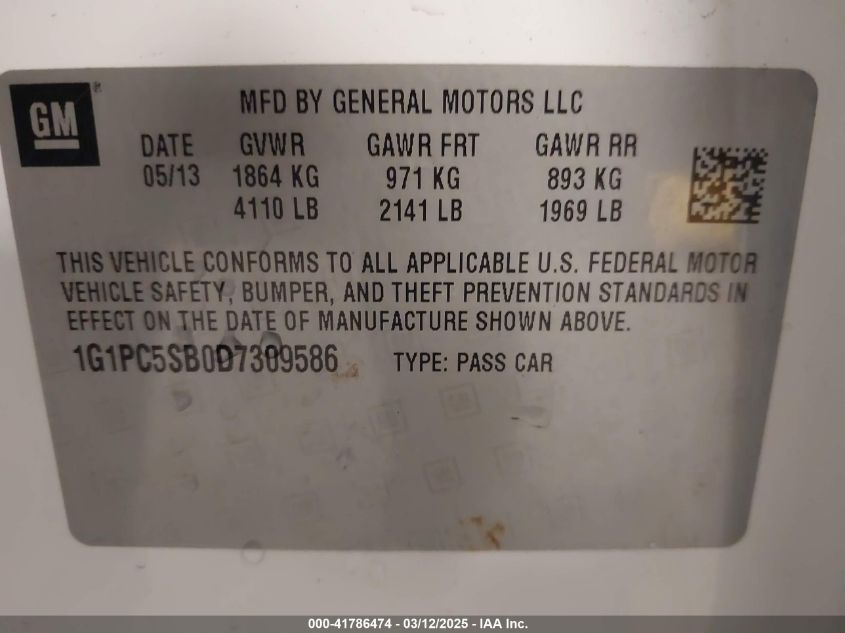 GM®
MFD BY GENERAL MOTORS LLC
DATE GVWR GAWR FRT GAWR RR
05/13 1864 KG 971 KG 893 KG
4110 LB 2141 LB 1969 LB
THIS VEHICLE CONFORMS TO ALL APPLICABLE U.S. FEDERAL MOTOR
VEHICLE SAFETY, BUMPER, AND THEFT PREVENTION STANDARDS IN
EFFECT ON THE DATE OF MANUFACTURE SHOWN ABOVE.
1G1PC5SB0D7309586 TYPE: PASS CAR
000-41786474 - 03/12/2025 - IAA Inc.